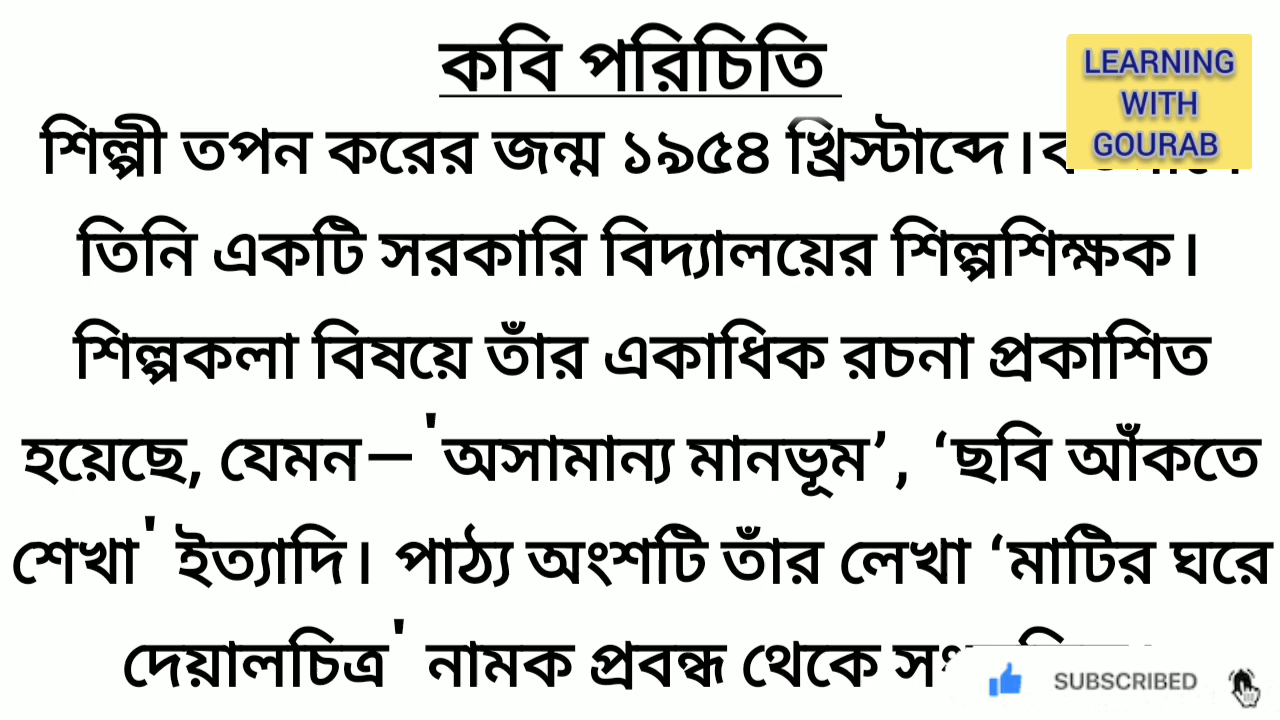 কবি পরিচিতি
LEARNING
WITH
GOURAB
শিল্পী তপন করের জন্ম ১৯৫৪ খ্রিস্টাব্দে।
তিনি একটি সরকারি বিদ্যালয়ের শিল্পশিক্ষক।
শিল্পকলা বিষয়ে তাঁর একাধিক রচনা প্রকাশিত
হয়েছে, যেমন— 'অসামান্য মানভূম’, ‘ছবি আঁকতে
শেখা' ইত্যাদি। পাঠ্য অংশটি তাঁর লেখা ‘মাটির ঘরে
দেয়ালচিত্র' নামক প্রবন্ধ থেকে
SUBSCRIBED